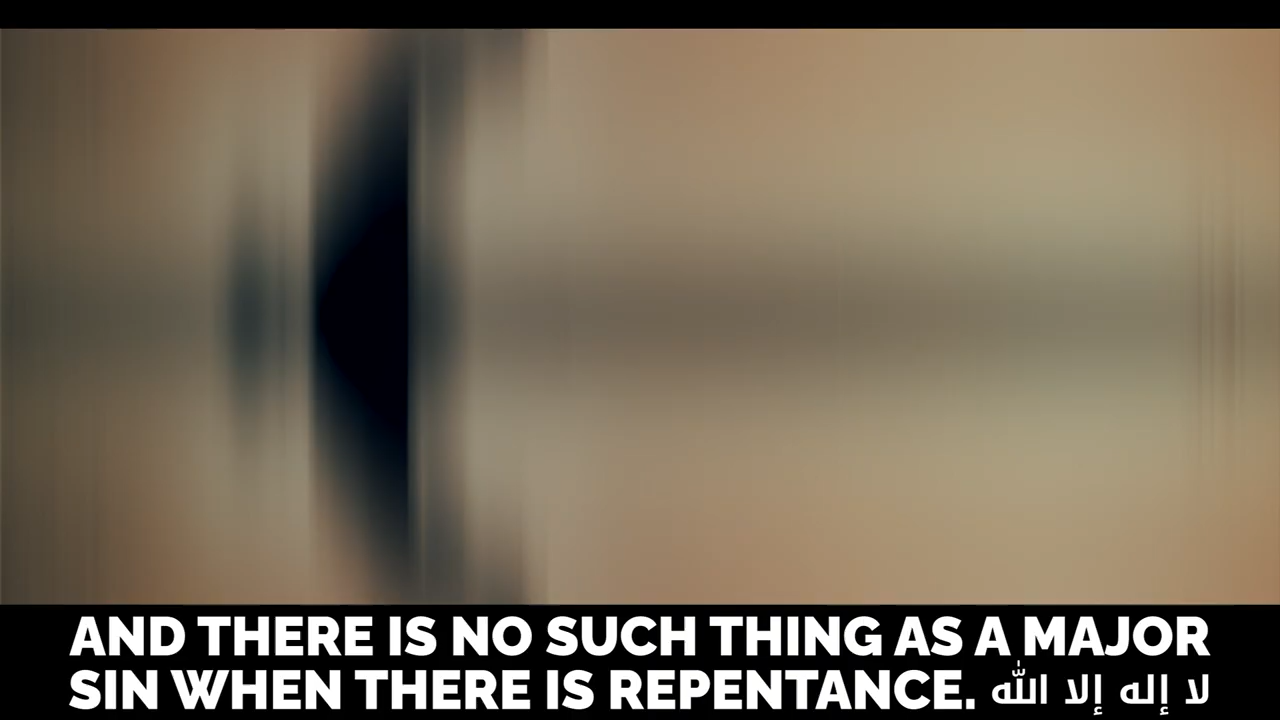 AND THERE IS NO SUCH THING AS A MAJOR
SIN WHEN THERE IS REPENTANCE. لا إله إلا الله